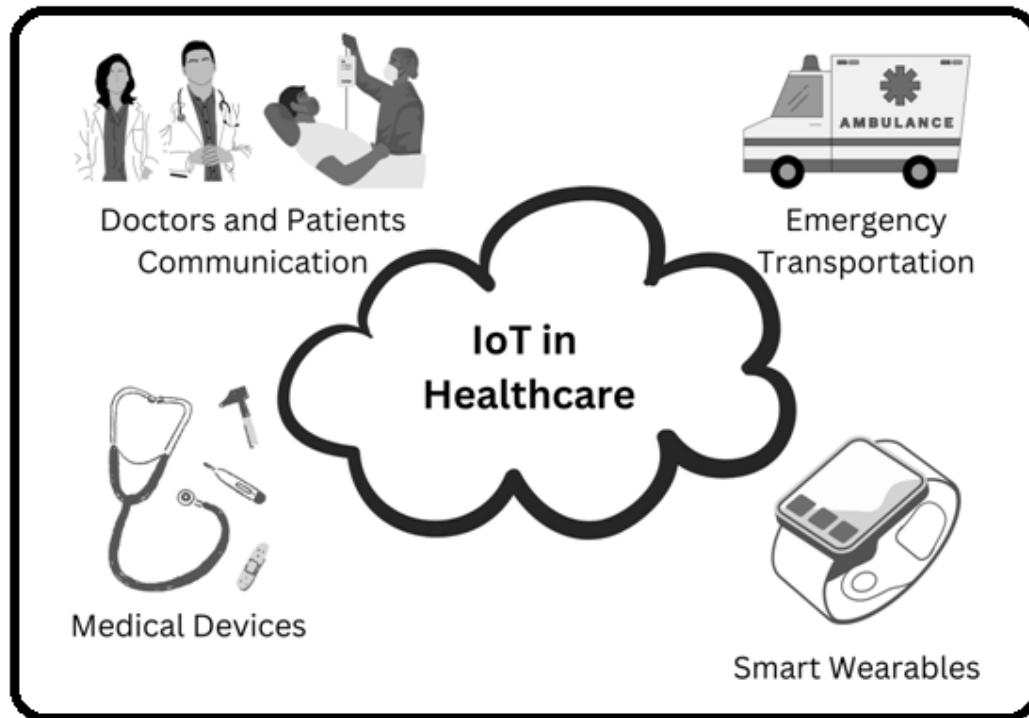 AMBULANCE
Doctors and Patients
Communication
Emergency
Transportation
IoT in
Healthcare
Medical Devices
Smart Wearables